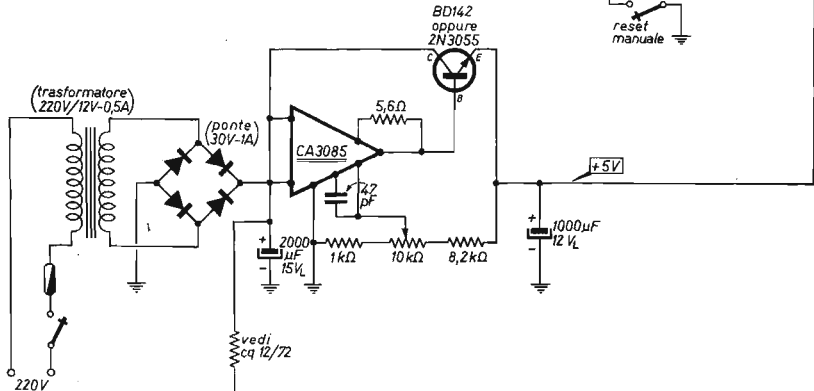 BD142
oppure
2N3055
reset
manuale
C
E
B
(trasformatore)
220V/12V-0,5A
(ponte)
30V-1A
5,6Ω
CA3085
47
pF
+5V
+
2000
μF
15VL
-
1kΩ
10kΩ
8,2kΩ
+
1000μF
12 VL
-
vedi
cq 12/72
220V